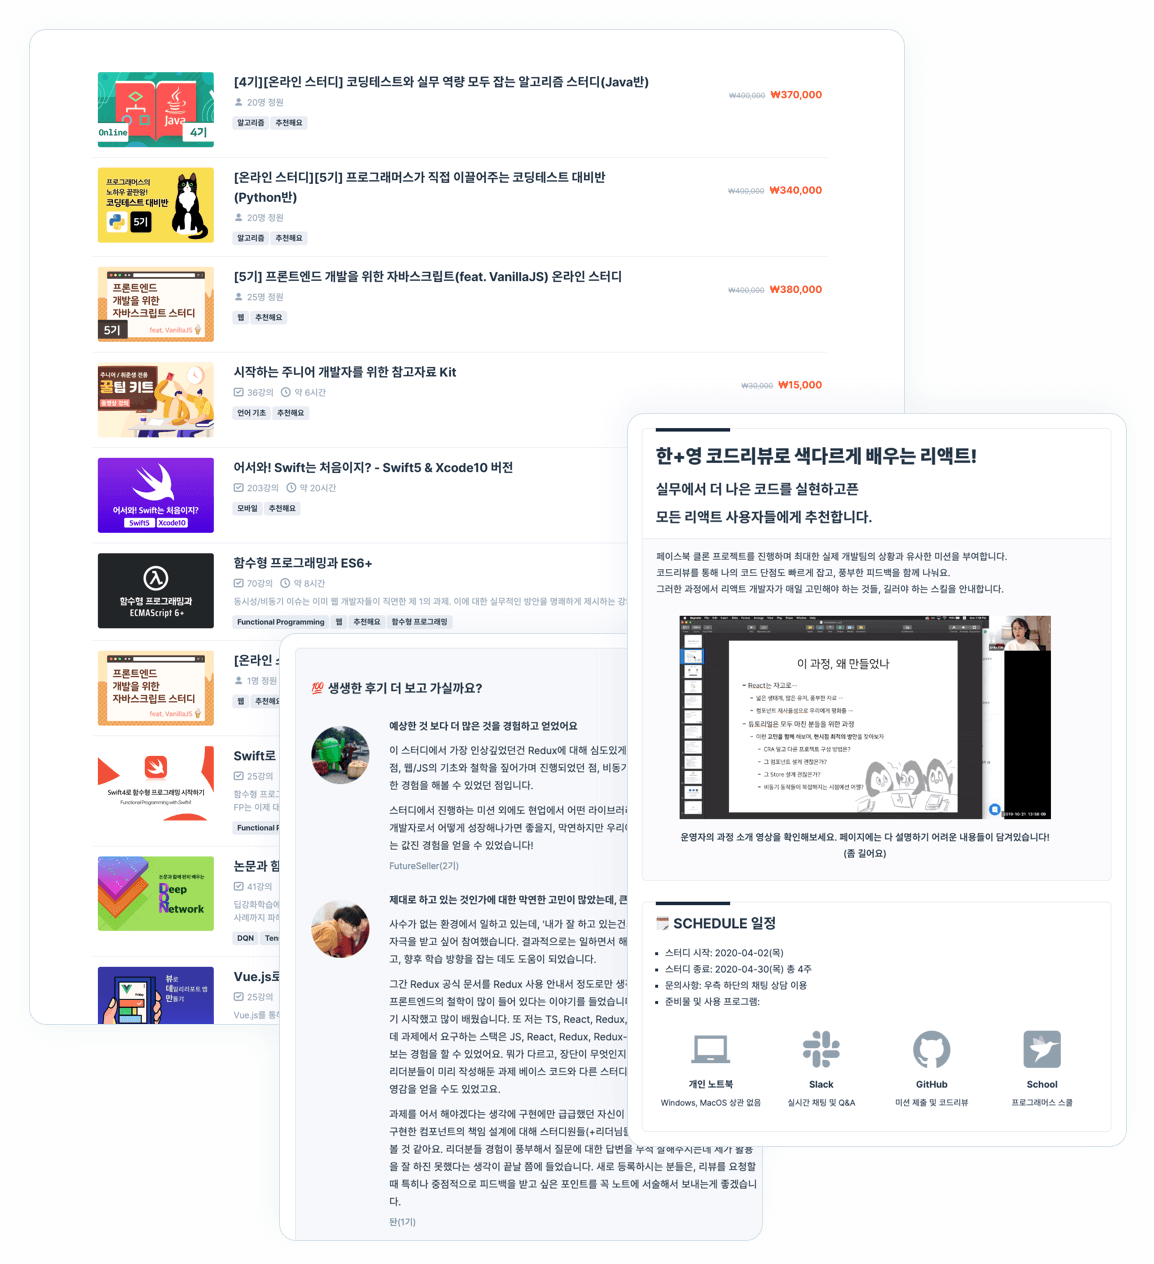 [4기][온라인 스터디] 코딩테스트와 실무 역량 모두 잡는 알고리즘 스터디(Java반)
20명 정원
알고리즘 추천해요
₩400,000 ₩370,000
Online
Java
4기
[온라인 스터디][5기] 프로그래머스가 직접 이끌어주는 코딩테스트 대비반
(Python반)
20명 정원
알고리즘 추천해요
₩400,000 ₩340,000
프로그래머스의
노하우 끝판왕!
코딩테스트 대비반
5기
[5기] 프론트엔드 개발을 위한 자바스크립트(feat. VanillaJS) 온라인 스터디
25명 정원
웹 추천해요
₩400,000 ₩380,000
프론트엔드
개발을 위한
자바스크립트 스터디
5기
feat. VanillaJS
시작하는 주니어 개발자를 위한 참고자료 Kit
36강의 약 6시간
언어 기초 추천해요
₩30,000 ₩15,000
주니어 / 취준생 전용
꿀팁 키트
동영상 강의
어서와! Swift는 처음이지? - Swift5 & Xcode10 버전
203강의 약 20시간
모바일 추천해요
어서와! Swift는 처음이지?
Swift5 Xcode10
함수형 프로그래밍과 ES6+
70강의 약 8시간
동시성/비동기 이슈는 이미 웹 개발자들이 직면한 제 1의 과제. 이에 대한 실무적인 방안을 명쾌하게 제시하는 강
Functional Programming 웹 추천해요 함수형 프로그래밍
함수형 프로그래밍과
ECMAScript 6+
[온라인
1명 정원
웹 추천해
프론트엔드
개발을 위한
자바스크립트 스터디
feat. VanillaJS
Swift로
25강의
함수형 프로그
FP는 이제 대
Functional P
Swift4로 함수형 프로그래밍 시작하기
Functional Programming with Swift4
논문과 함
41강의
딥강화학습에
사례까지 파
DQN Ten
논문과 함께 완벽 배우는
Deep
Q
Network
Vue.js로
25강의
Vue.js를 통
뷰로
데일리리포트 앱
만들기
💯 생생한 후기 더 보고 가실까요?
예상한 것 보다 더 많은 것을 경험하고 얻었어요
이 스터디에서 가장 인상깊었던건 Redux에 대해 심도있게
점, 웹/JS의 기초와 철학을 짚어가며 진행되었던 점, 비동기
한 경험을 해볼 수 있었던 점입니다.
스터디에서 진행하는 미션 외에도 현업에서 어떤 라이브러리
개발자로서 어떻게 성장해나가면 좋을지, 막연하지만 우리에
는 값진 경험을 얻을 수 있었습니다!
FutureSeller(2기)
제대로 하고 있는 것인가에 대한 막연한 고민이 많았는데, 큰
사수가 없는 환경에서 일하고 있는데, '내가 잘 하고 있는건
자극을 받고 싶어 참여했습니다. 결과적으로는 일하면서 해
고, 향후 학습 방향을 잡는 데도 도움이 되었습니다.
그간 Redux 공식 문서를 Redux 사용 안내서 정도로만 생각
프론트엔드의 철학이 많이 들어 있다는 이야기를 들었습니다
기 시작했고 많이 배웠습니다. 또 저는 TS, React, Redux,
데 과제에서 요구하는 스택은 JS, React, Redux, Redux-
보는 경험을 할 수 있었어요. 뭐가 다르고, 장단이 무엇인지
리더분들이 미리 작성해둔 과제 베이스 코드와 다른 스터디
영감을 얻을 수도 있었고요.
과제를 어서 해야겠다는 생각에 구현에만 급급했던 자신이
구현한 컴포넌트의 책임 설계에 대해 스터디원들(+리더님들
볼 것 같아요. 리더분들 경험이 풍부해서 질문에 대한 답변을 무척 잘해주시는데 제가 활용
을 잘 하진 못했다는 생각이 끝날 쯤에 들었습니다. 새로 등록하시는 분들은, 리뷰를 요청할
때 특히나 중점적으로 피드백을 받고 싶은 포인트를 꼭 노트에 서술해서 보내는게 좋겠습니
다.
돤(1기)
한+영 코드리뷰로 색다르게 배우는 리액트!
실무에서 더 나은 코드를 실현하고픈
모든 리액트 사용자들에게 추천합니다.
페이스북 클론 프로젝트를 진행하며 최대한 실제 개발팀의 상황과 유사한 미션을 부여합니다.
코드리뷰를 통해 나의 코드 단점도 빠르게 잡고, 풍부한 피드백을 함께 나눠요.
그러한 과정에서 리액트 개발자가 매일 고민해야 하는 것들, 길러야 하는 스킬을 안내합니다.
이 과정, 왜 만들었나
- React는 자고로…
- 넓은 생태계, 많은 유저, 풍부한 자료 …
- 컴포넌트 재사용성으로 우리에게 평화를 …
- 튜토리얼은 모두 마친 분들을 위한 과정
- 이런 고민을 함께 해보며, 현시점 최적의 방안을 찾아보자
- CRA 말고 다른 프로젝트 구성 방법은?
- 그 컴포넌트 설계 괜찮은가?
- 그 Store 설계 괜찮은가?
- 비동기 동작들이 복잡해지는 시점에선 어떻?
2019-10-21 13:58:09
운영자의 과정 소개 영상을 확인해보세요. 페이지에는 다 설명하기 어려운 내용들이 담겨있습니다!
(좀 길어요)
SCHEDULE 일정
스터디 시작: 2020-04-02(목)
스터디 종료: 2020-04-30(목) 총 4주
문의사항: 우측 하단의 채팅 상담 이용
준비물 및 사용 프로그램:
개인 노트북
Windows, MacOS 상관 없음
Slack
실시간 채팅 및 Q&A
GitHub
미션 제출 및 코드리뷰
School
프로그래머스 스쿨